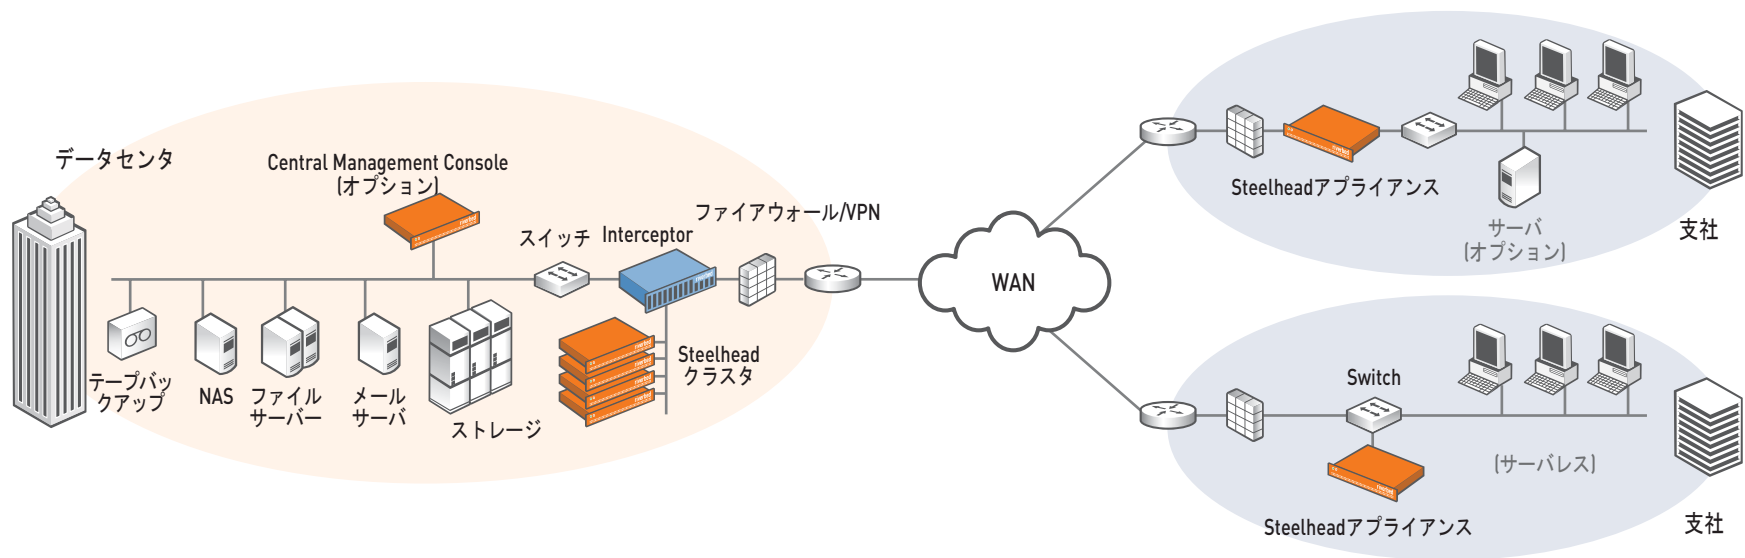 データセンタ
Central Management Console
(オプション)
スイッチ
Interceptor
ファイアウォール/VPN
テープバッ
クアップ
NAS
ファイル
サーバー
メール
サーバ
ストレージ
Steelhead
クラスタ
WAN
Steelheadアプライアンス
サーバ
(オプション)
支社
Switch
Steelheadアプライアンス
(サーバレス)
支社